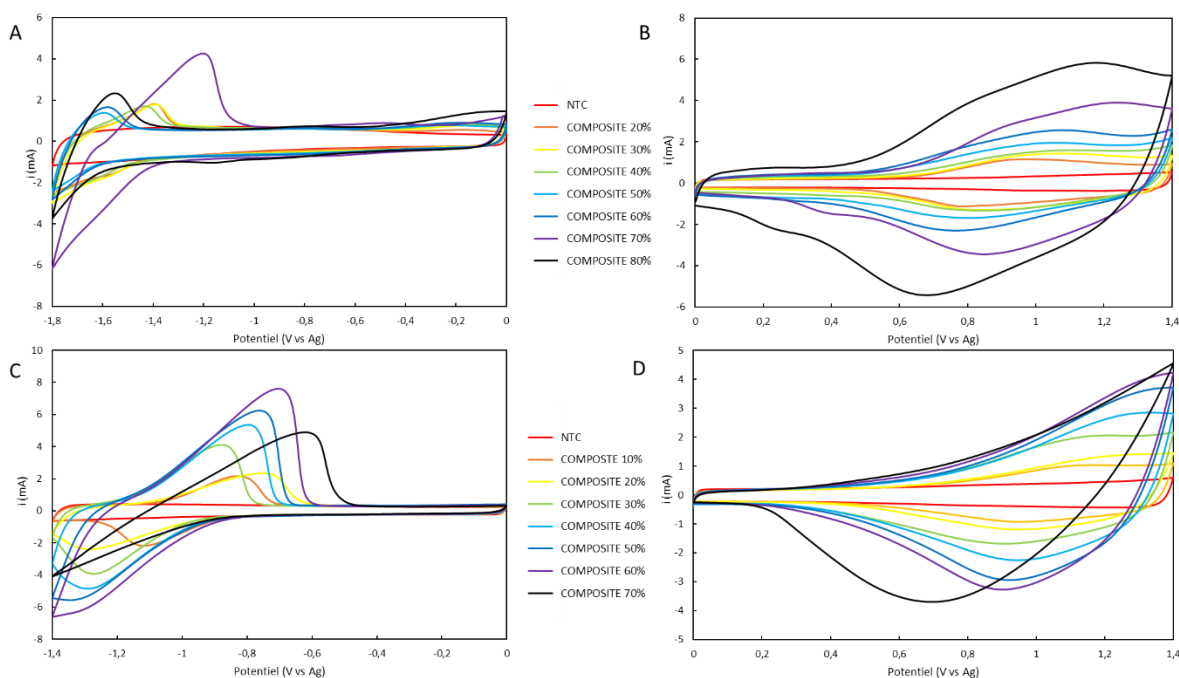 A
i (mA)
6
4
2
0
-2
-4
-6
-8
-1,8
-1,6
-1,4
-1,2
-1
-0,8
-0,6
-0,4
-0,2
0
Potentiel (V vs Ag)
NTC
COMPOSITE 20%
COMPOSITE 30%
COMPOSITE 40%
COMPOSITE 50%
COMPOSITE 60%
COMPOSITE 70%
COMPOSITE 80%
B
i (mA)
8
6
4
2
0
-2
-4
-6
0
0,2
0,4
0,6
0,8
1
1,2
1,4
Potentiel (V vs Ag)
C
i (mA)
10
8
6
4
2
0
-2
-4
-6
-8
-1,4
-1,2
-1
-0,8
-0,6
-0,4
-0,2
0
Potentiel (V vs Ag)
NTC
COMPOSTE 10%
COMPOSITE 20%
COMPOSITE 30%
COMPOSITE 40%
COMPOSITE 50%
COMPOSITE 60%
COMPOSITE 70%
D
i (mA)
5
4
3
2
1
0
-1
-2
-3
-4
-5
0
0,2
0,4
0,6
0,8
1
1,2
1,4
Potentiel (V vs Ag)